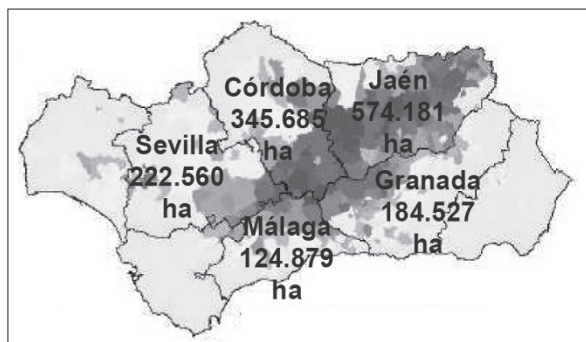 Córdoba
345.685
ha
Jaén
574.181
ha
Sevilla
222.560
ha
Granada
184.527
ha
Málaga
124.879
ha